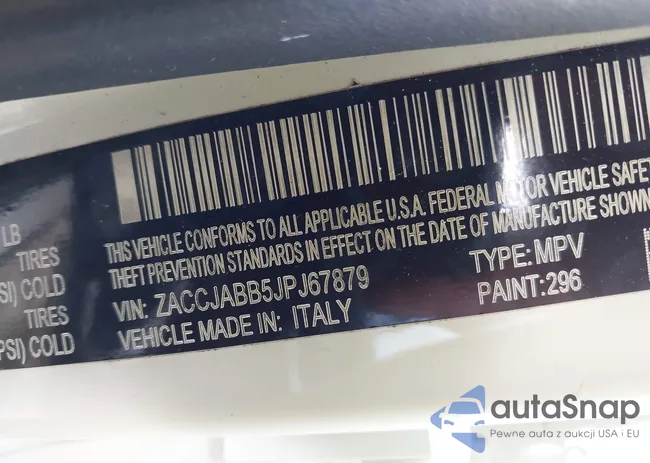 LB
TIRES
SI) COLD
TIRES
PSI) COLD
THIS VEHICLE CONFORMS TO ALL APPLICABLE U.S.A. FEDERAL MOTOR VEHICLE SAFETY
THEFT PREVENTION STANDARDS IN EFFECT ON THE DATE OF MANUFACTURE SHOWN
VIN: ZACCJABB5JPJ67879 TYPE: MPV
VEHICLE MADE IN: ITALY PAINT: 296
autaSnap
Pewne auta z aukcji USA i EU